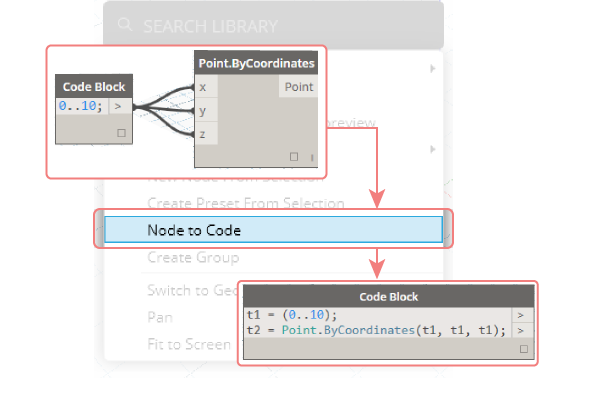 SEARCH LIBRARY
Point.ByCoordinates
Code Block
0..10; >
x Point
y
z
Create Preset From Selection
Node to Code
Create Group
Code Block
t1 = (0..10); >
t2 = Point.ByCoordinates(t1, t1, t1); >
Switch to Geo
Pan
Fit to Screen